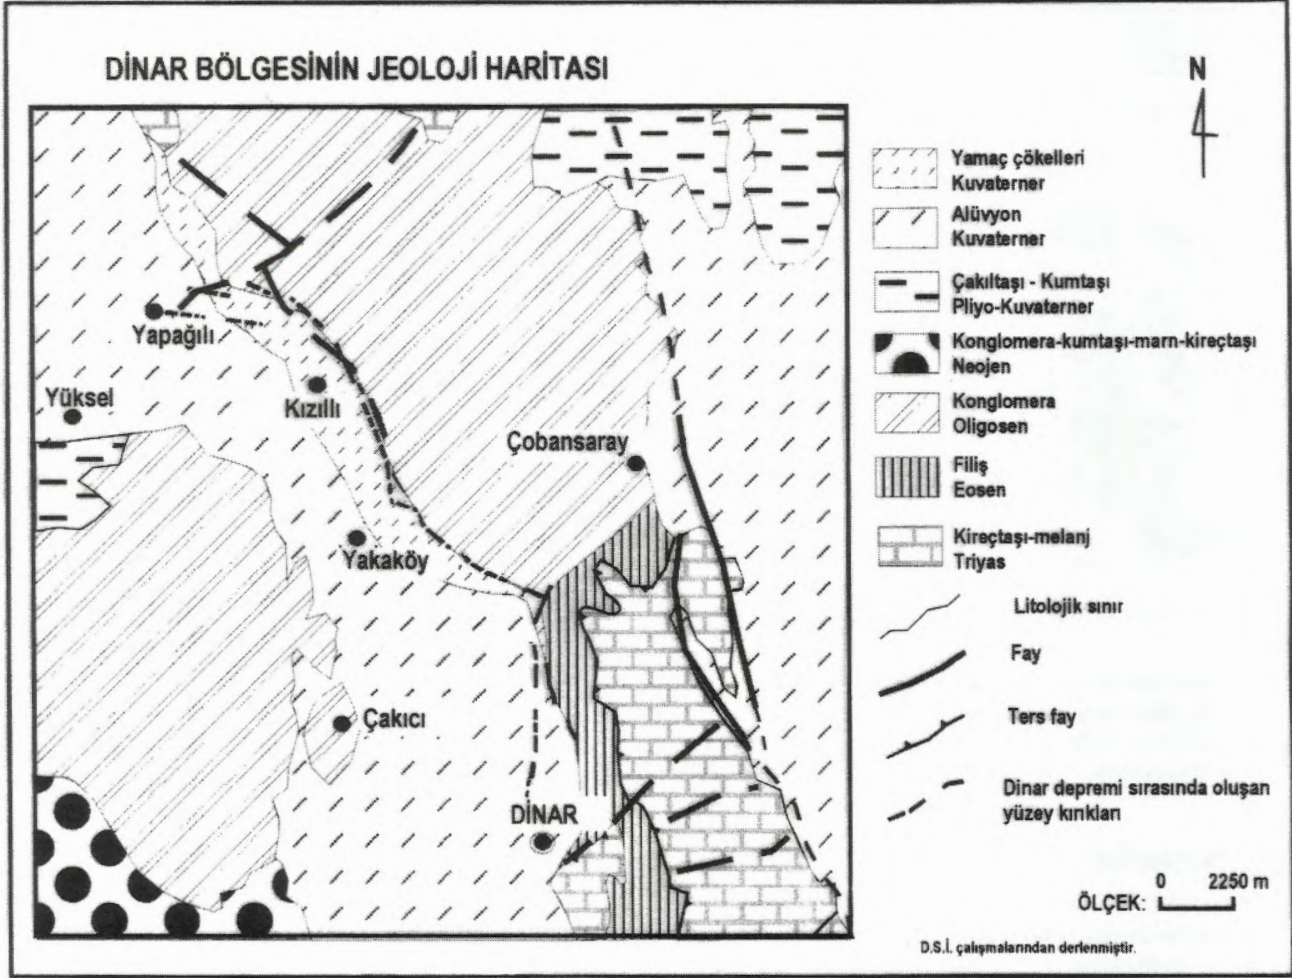 DİNAR BÖLGESİNİN JEOLOJİ HARİTASI
N
Yapağılı
Yüksel
Kızıllı
Çobansaray
Yakaköy
Çakıcı
DİNAR
Yamaç çökelleri
Kuvaterner
Alüvyon
Kuvaterner
Çakıltaşı - Kumtaşı
Pliyo-Kuvaterner
Konglomera-kumtaşı-marn-kireçtaşı
Neojen
Konglomera
Oligosen
Filiş
Eosen
Kireçtaşı-melanj
Triyas
Litolojik sınır
Fay
Ters fay
Dinar depremi sırasında oluşan
yüzey kırıkları
0 2250 m
ÖLÇEK:
D.S.İ. çalışmalarından derlenmiştir.